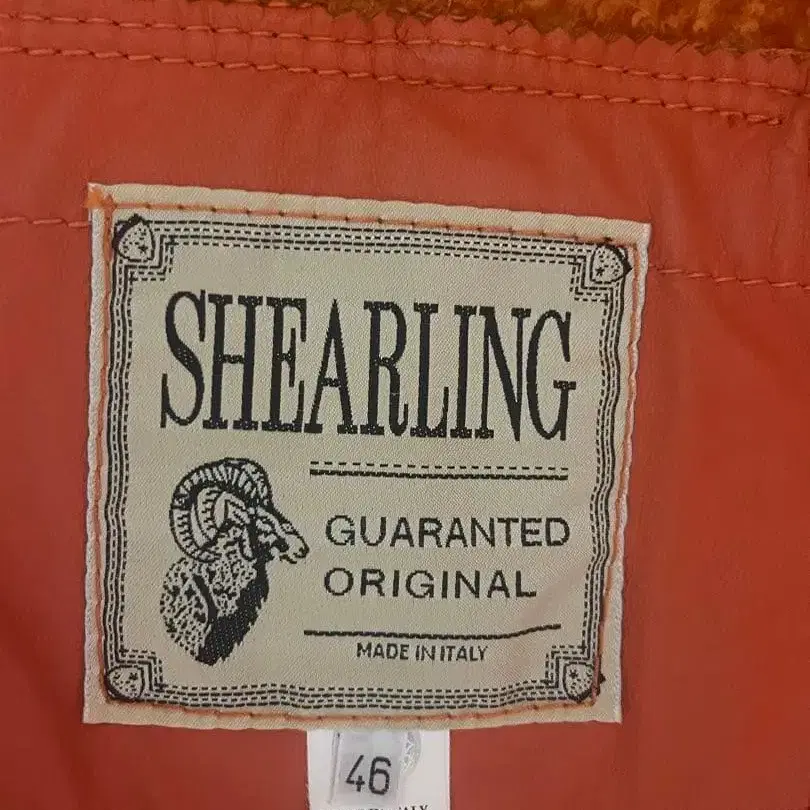 SHEARLING
GUARANTED
ORIGINAL
MADE IN ITALY
46